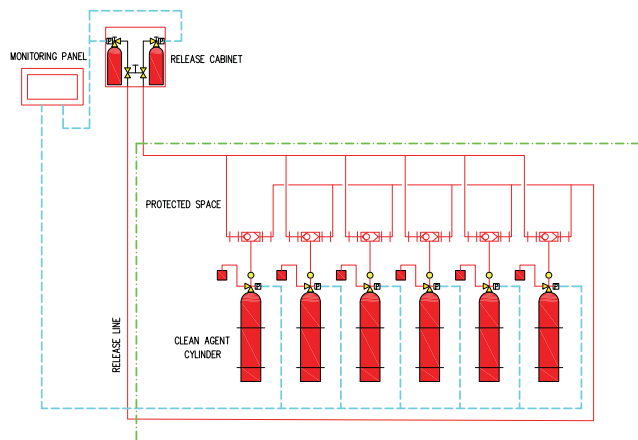 MONITORING PANEL
P
P
RELEASE CABINET
PROTECTED SPACE
P
P
P
P
P
P
RELEASE LINE
CLEAN AGENT
CYLINDER